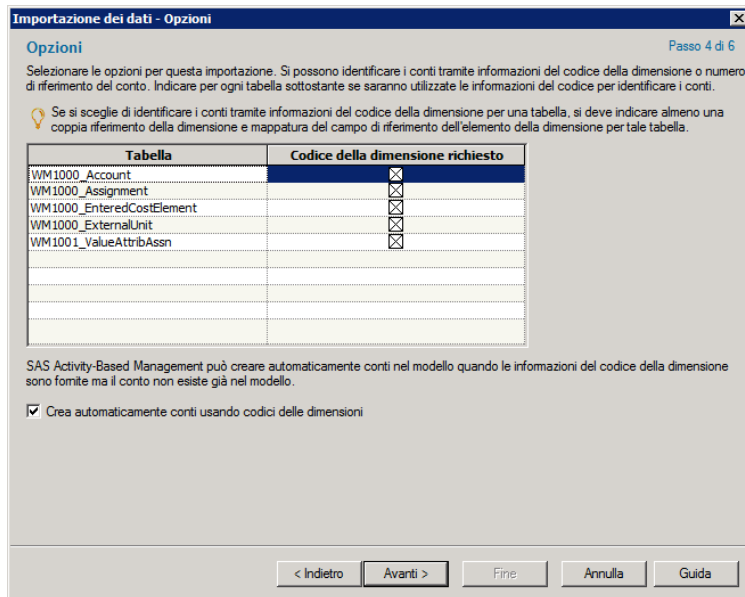 Importazione dei dati - Opzioni
Opzioni
Passo 4 di 6
Selezionare le opzioni per questa importazione. Si possono identificare i conti tramite informazioni del codice della dimensione o numero
di riferimento del conto. Indicare per ogni tabella sottostante se saranno utilizzate le informazioni del codice per identificare i conti.
Se si sceglie di identificare i conti tramite informazioni del codice della dimensione per una tabella, si deve indicare almeno una
coppia riferimento della dimensione e mappatura del campo di riferimento dell'elemento della dimensione per tale tabella.
Tabella Codice della dimensione richiesto
WM1000_Account
WM1000_Assignment
WM1000_EnteredCostElement
WM1000_ExternalUnit
WM1001_ValueAttribAssn
SAS Activity-Based Management può creare automaticamente conti nel modello quando le informazioni del codice della dimensione
sono fornite ma il conto non esiste già nel modello.
Crea automaticamente conti usando codici delle dimensioni
< Indietro Avanti > Fine Annulla Guida